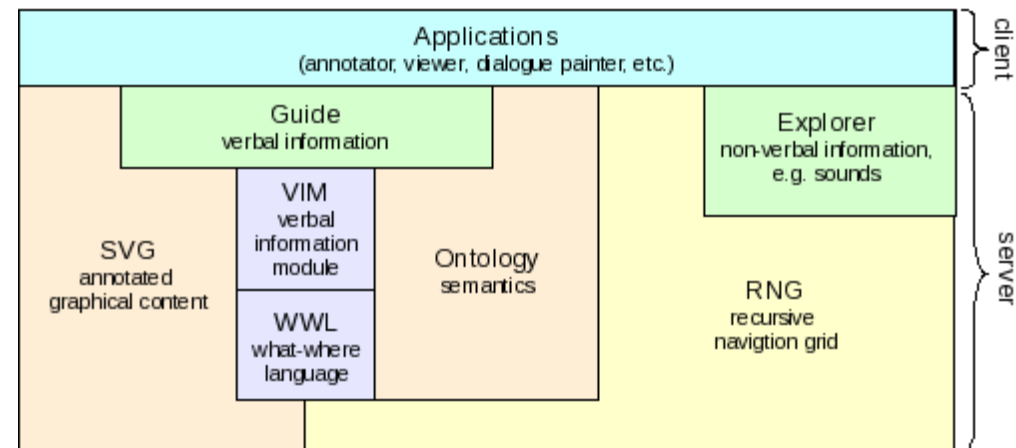 Applications
(annotator, viewer, dialogue painter, etc.)
client
Guide
verbal information
Explorer
non-verbal information,
e.g. sounds
VIM
verbal
information
module
SVG
annotated
graphical content
Ontology
semantics
WWL
what-where
language
RNG
recursive
navigtion grid
server